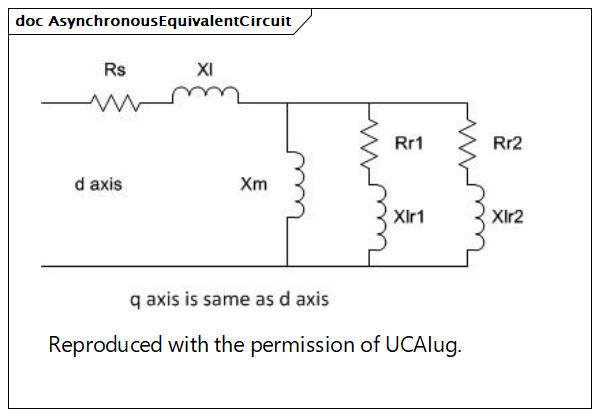 doc AsynchronousEquivalentCircuit
Rs
Xl
Rr1
Rr2
d axis
Xm
Xlr1
Xlr2
q axis is same as d axis
Reproduced with the permission of UCAIug.